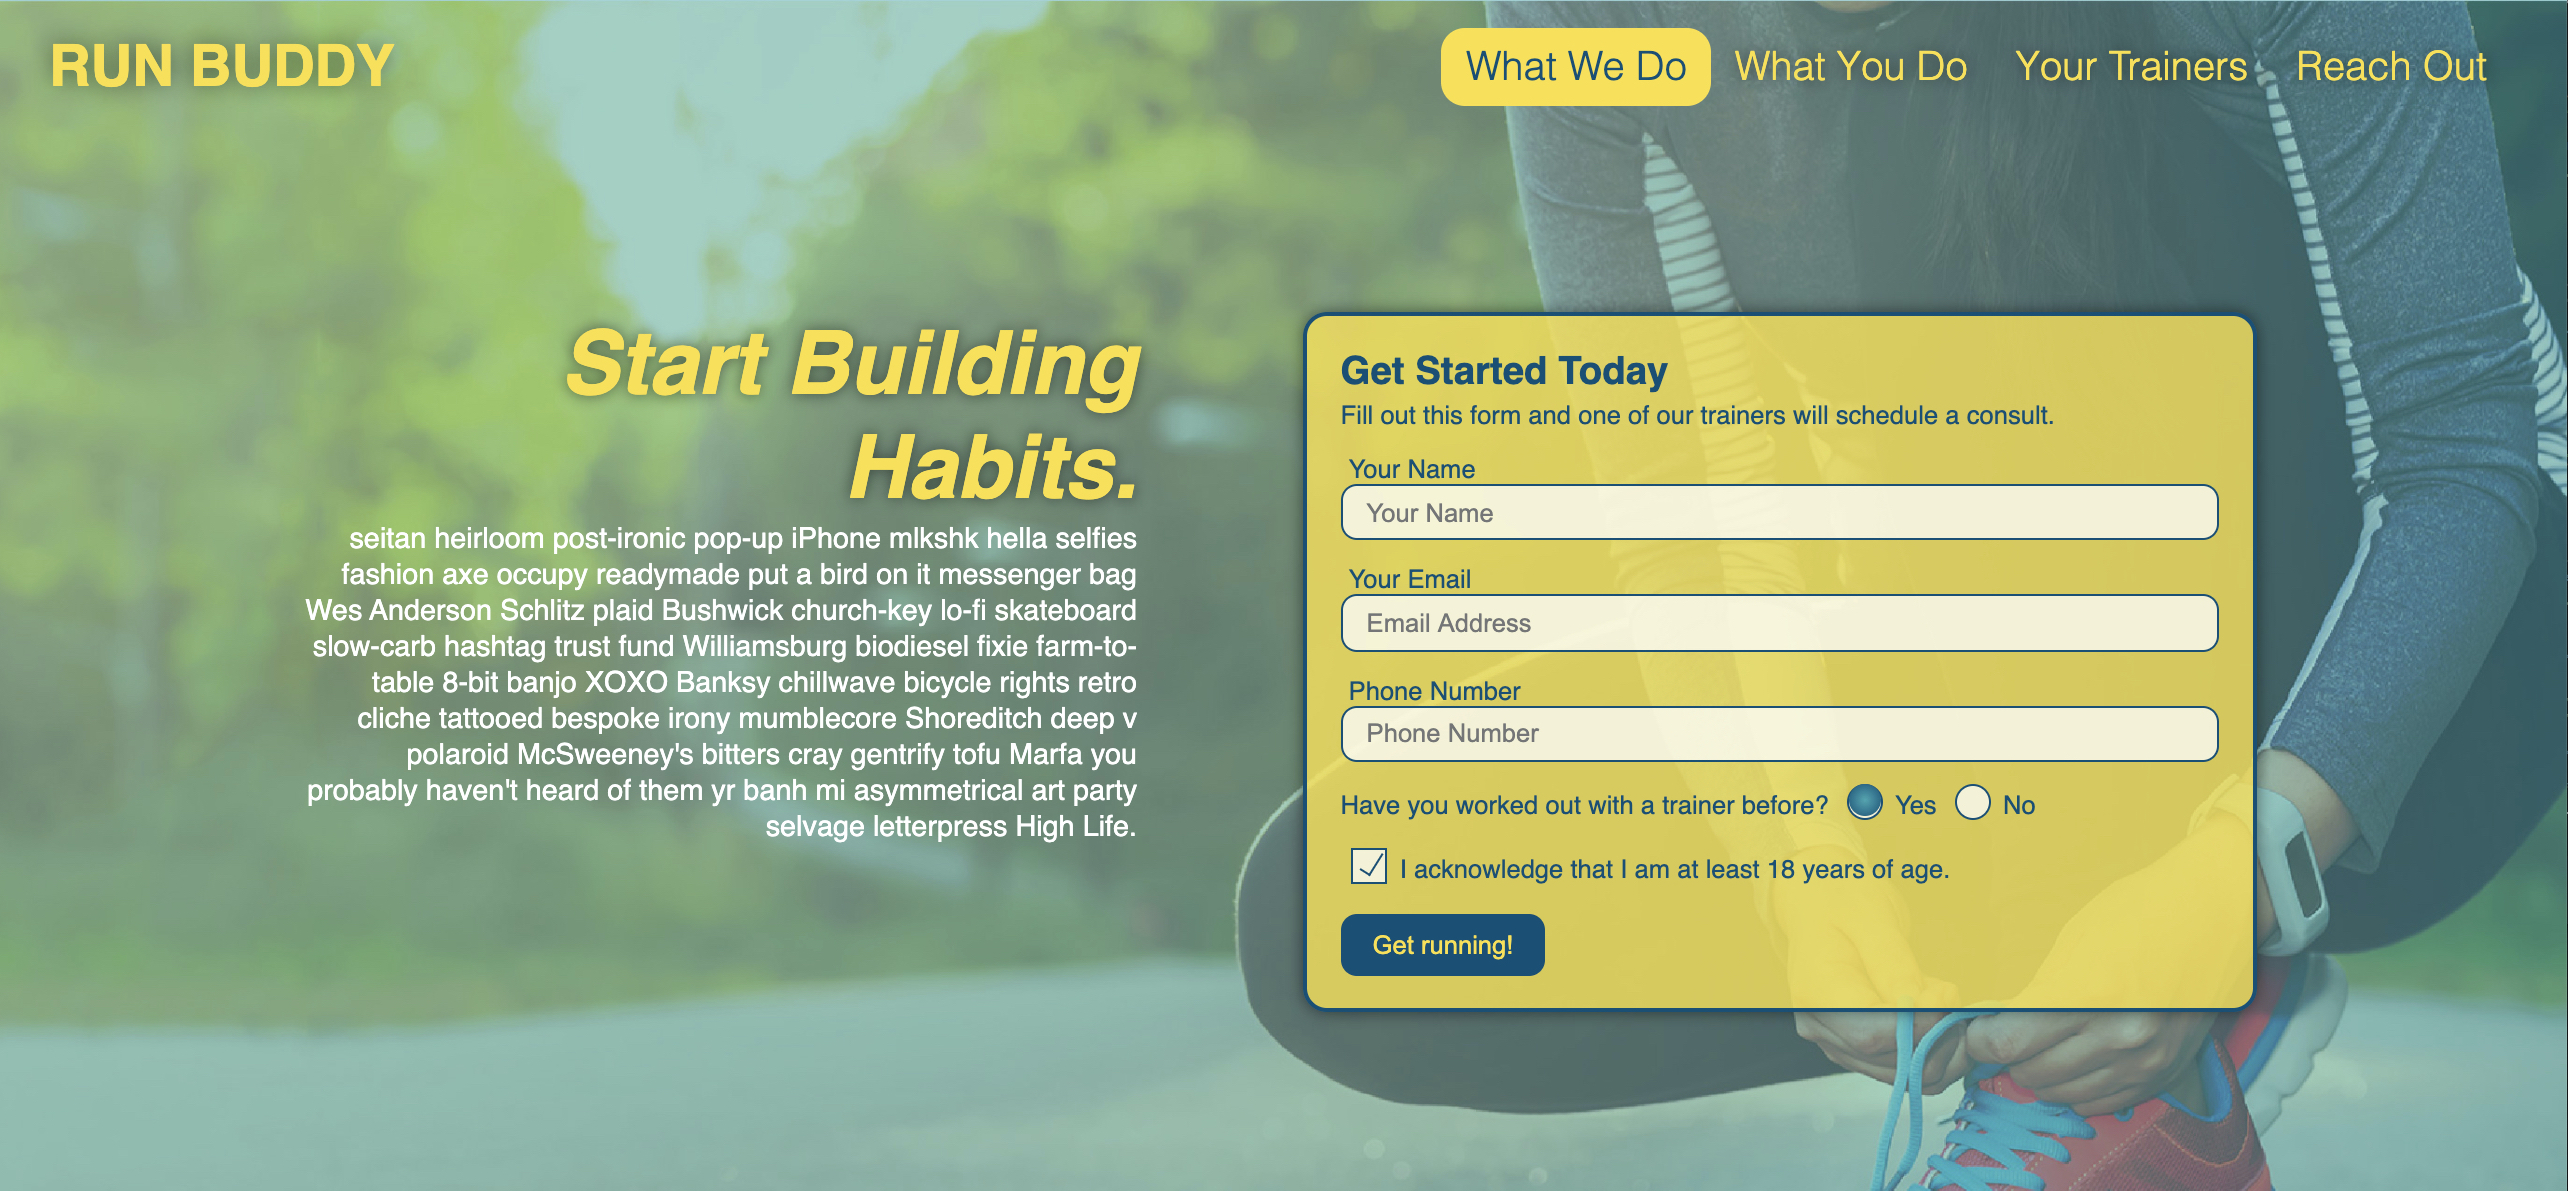 RUN BUDDY
What We Do
What You Do
Your Trainers
Reach Out
Start Building
Habits.
seitan heirloom post-ironic pop-up iPhone mlkshk hella selfies
fashion axe occupy readymade put a bird on it messenger bag
Wes Anderson Schlitz plaid Bushwick church-key lo-fi skateboard
slow-carb hashtag trust fund Williamsburg biodiesel fixie farm-to-
table 8-bit banjo XOXO Banksy chillwave bicycle rights retro
cliche tattooed bespoke irony mumblecore Shoreditch deep v
polaroid McSweeney's bitters cray gentrify tofu Marfa you
probably haven't heard of them yr banh mi asymmetrical art party
selvage letterpress High Life.
Get Started Today
Fill out this form and one of our trainers will schedule a consult.
Your Name
Your Name
Your Email
Email Address
Phone Number
Phone Number
Have you worked out with a trainer before? Yes No
I acknowledge that I am at least 18 years of age.
Get running!